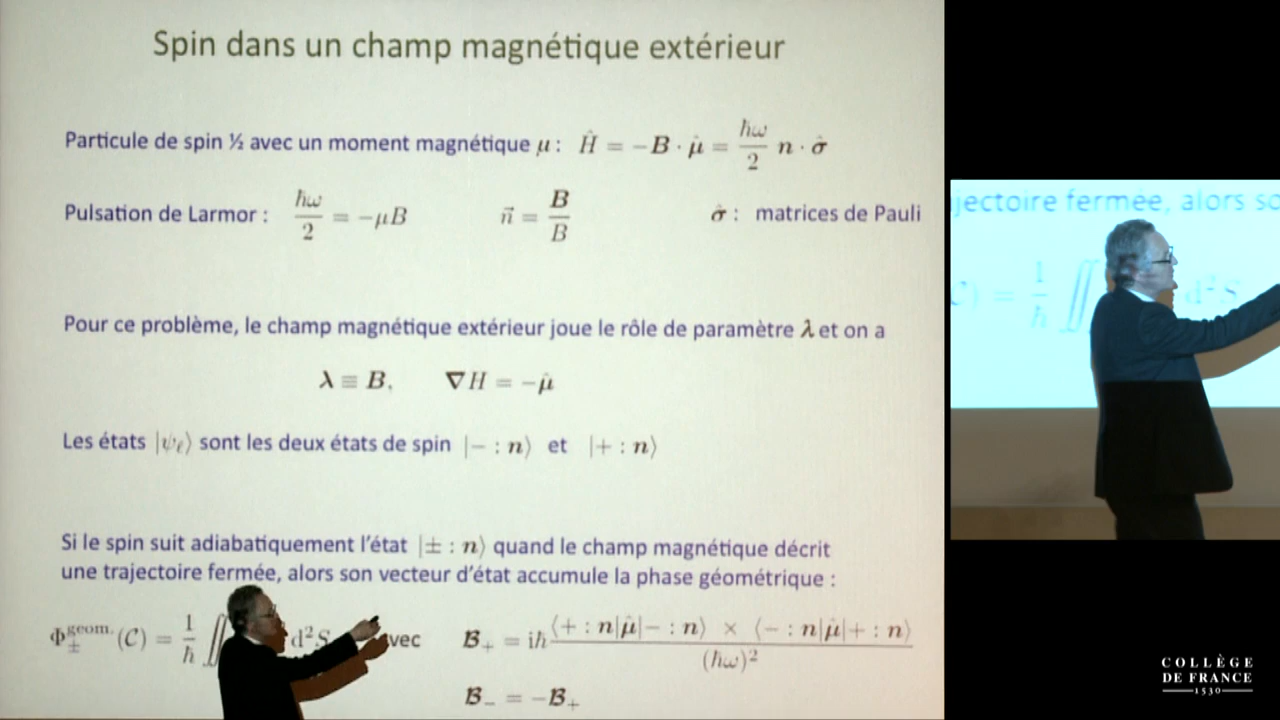 Spin dans un champ magnétique extérieur
Particule de spin ½ avec un moment magnétique μ : Ĥ = −B · μ̂ = ħω/2 n · σ̂
Pulsation de Larmor : ħω/2 = −μB n⃗ = B/B σ̂ : matrices de Pauli
Pour ce problème, le champ magnétique extérieur joue le rôle de paramètre λ et on a
λ ≡ B, ∇H = −μ̂
Les états |ψℓ⟩ sont les deux états de spin |− : n⟩ et |+ : n⟩
Si le spin suit adiabatiquement l'état |± : n⟩ quand le champ magnétique décrit
une trajectoire fermée, alors son vecteur d'état accumule la phase géométrique :
Φ±^geom.(C) = 1/ħ ∬ d²S vec 𝓑₊ = iħ ⟨+ : n|μ̂|− : n⟩ × ⟨− : n|μ̂|+ : n⟩/(ħω)²
𝓑₋ = −𝓑₊
jectoire fermée, alors so
C) = 1/ħ ∬ d²S
COLLÈGE
DE FRANCE
1530